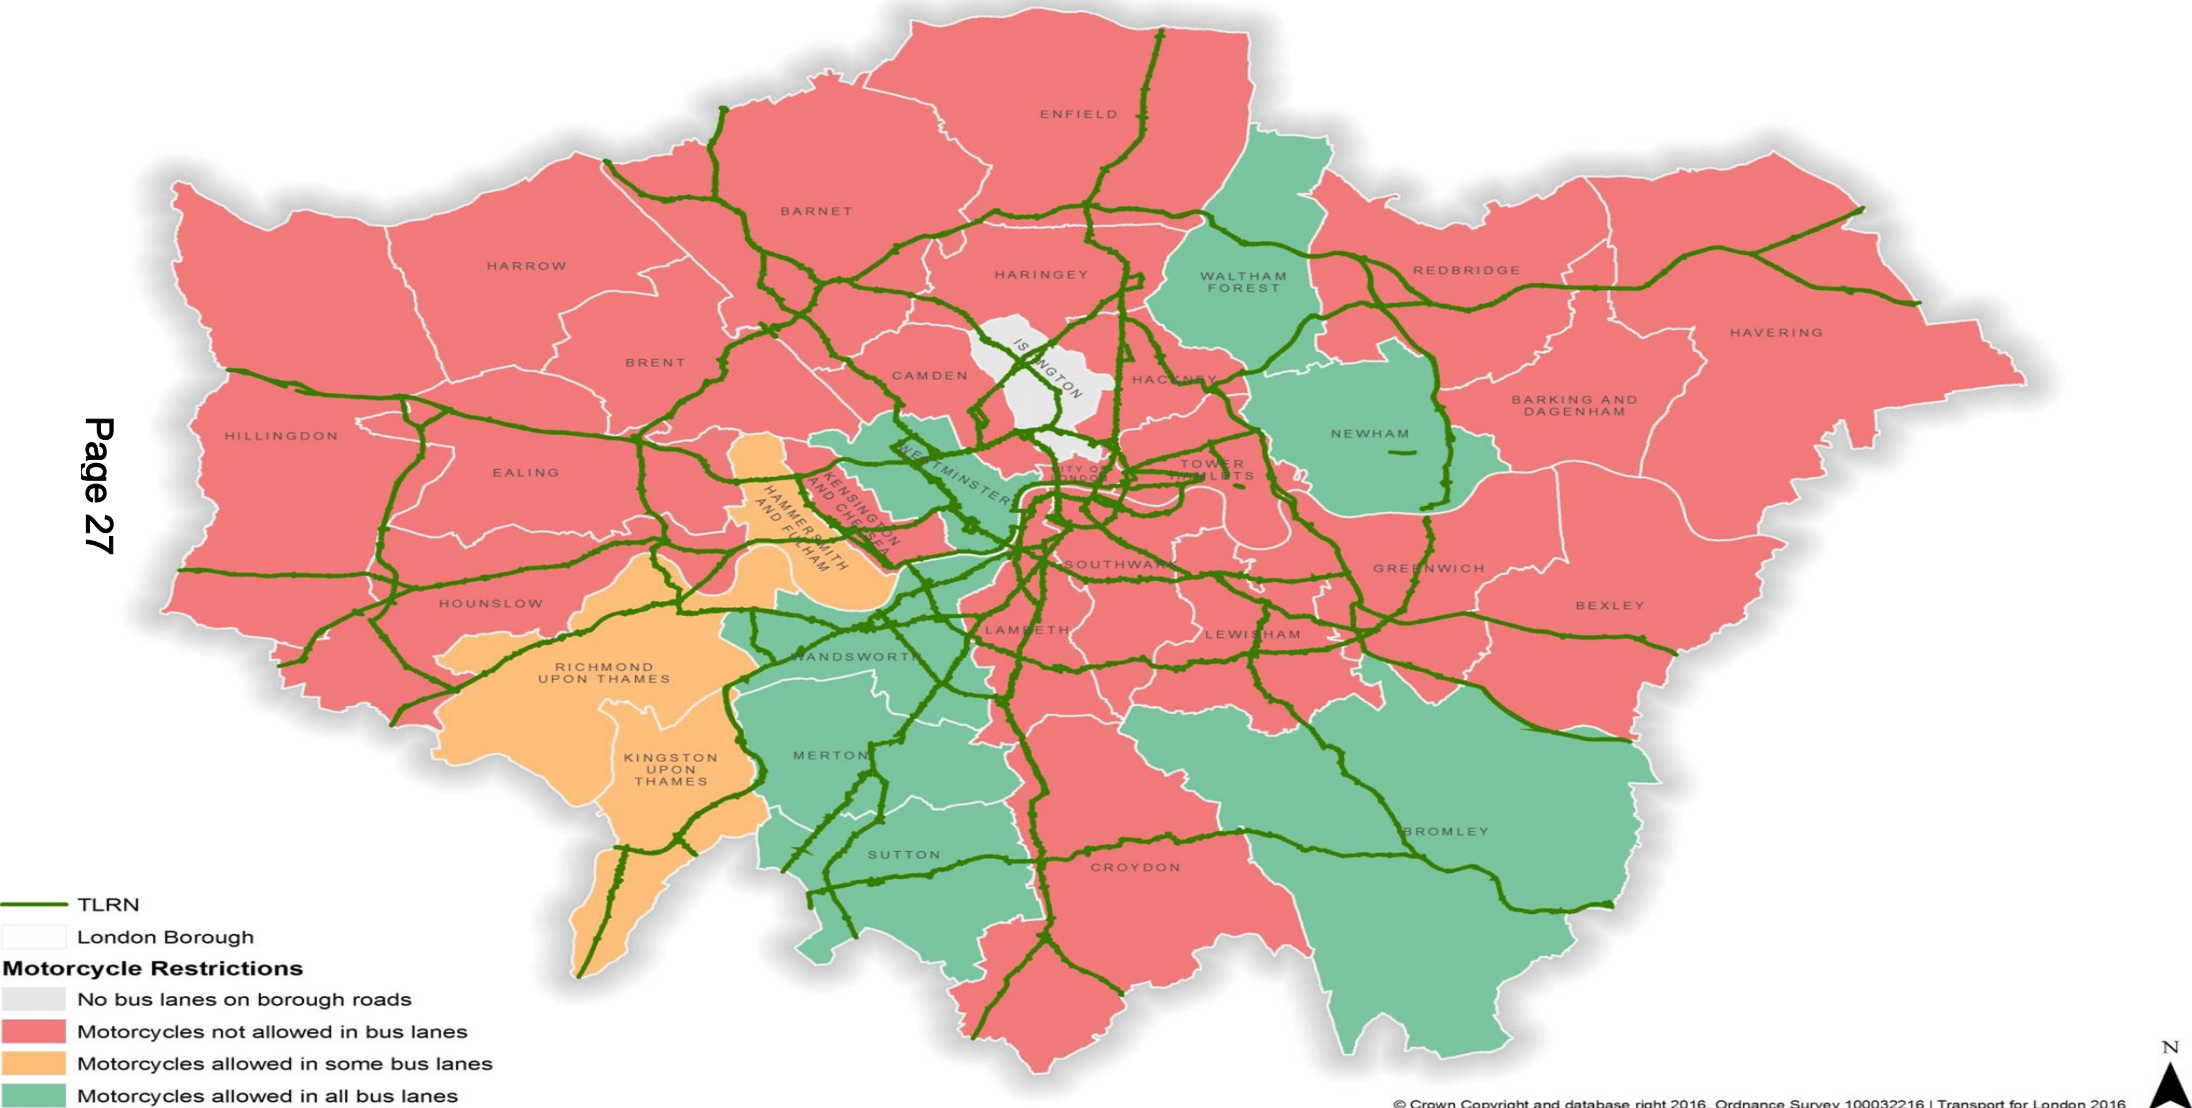 ENFIELD
BARNET
HARROW
HARINGEY
WALTHAM
FOREST
REDBRIDGE
HAVERING
BRENT
CAMDEN
ISLINGTON
HACKNEY
BARKING AND
DAGENHAM
HILLINGDON
EALING
NEWHAM
WESTMINSTER
CITY OF
LONDON
TOWER
HAMLETS
KENSINGTON
AND CHELSEA
HAMMERSMITH
AND FULHAM
SOUTHWARK
GREENWICH
HOUNSLOW
BEXLEY
LAMBETH
LEWISHAM
WANDSWORTH
RICHMOND
UPON THAMES
MERTON
KINGSTON
UPON
THAMES
SUTTON
CROYDON
BROMLEY
Page 27
TLRN
London Borough
Motorcycle Restrictions
No bus lanes on borough roads
Motorcycles not allowed in bus lanes
Motorcycles allowed in some bus lanes
Motorcycles allowed in all bus lanes
N
© Crown Copyright and database right 2016. Ordnance Survey 100032216 | Transport for London 2016